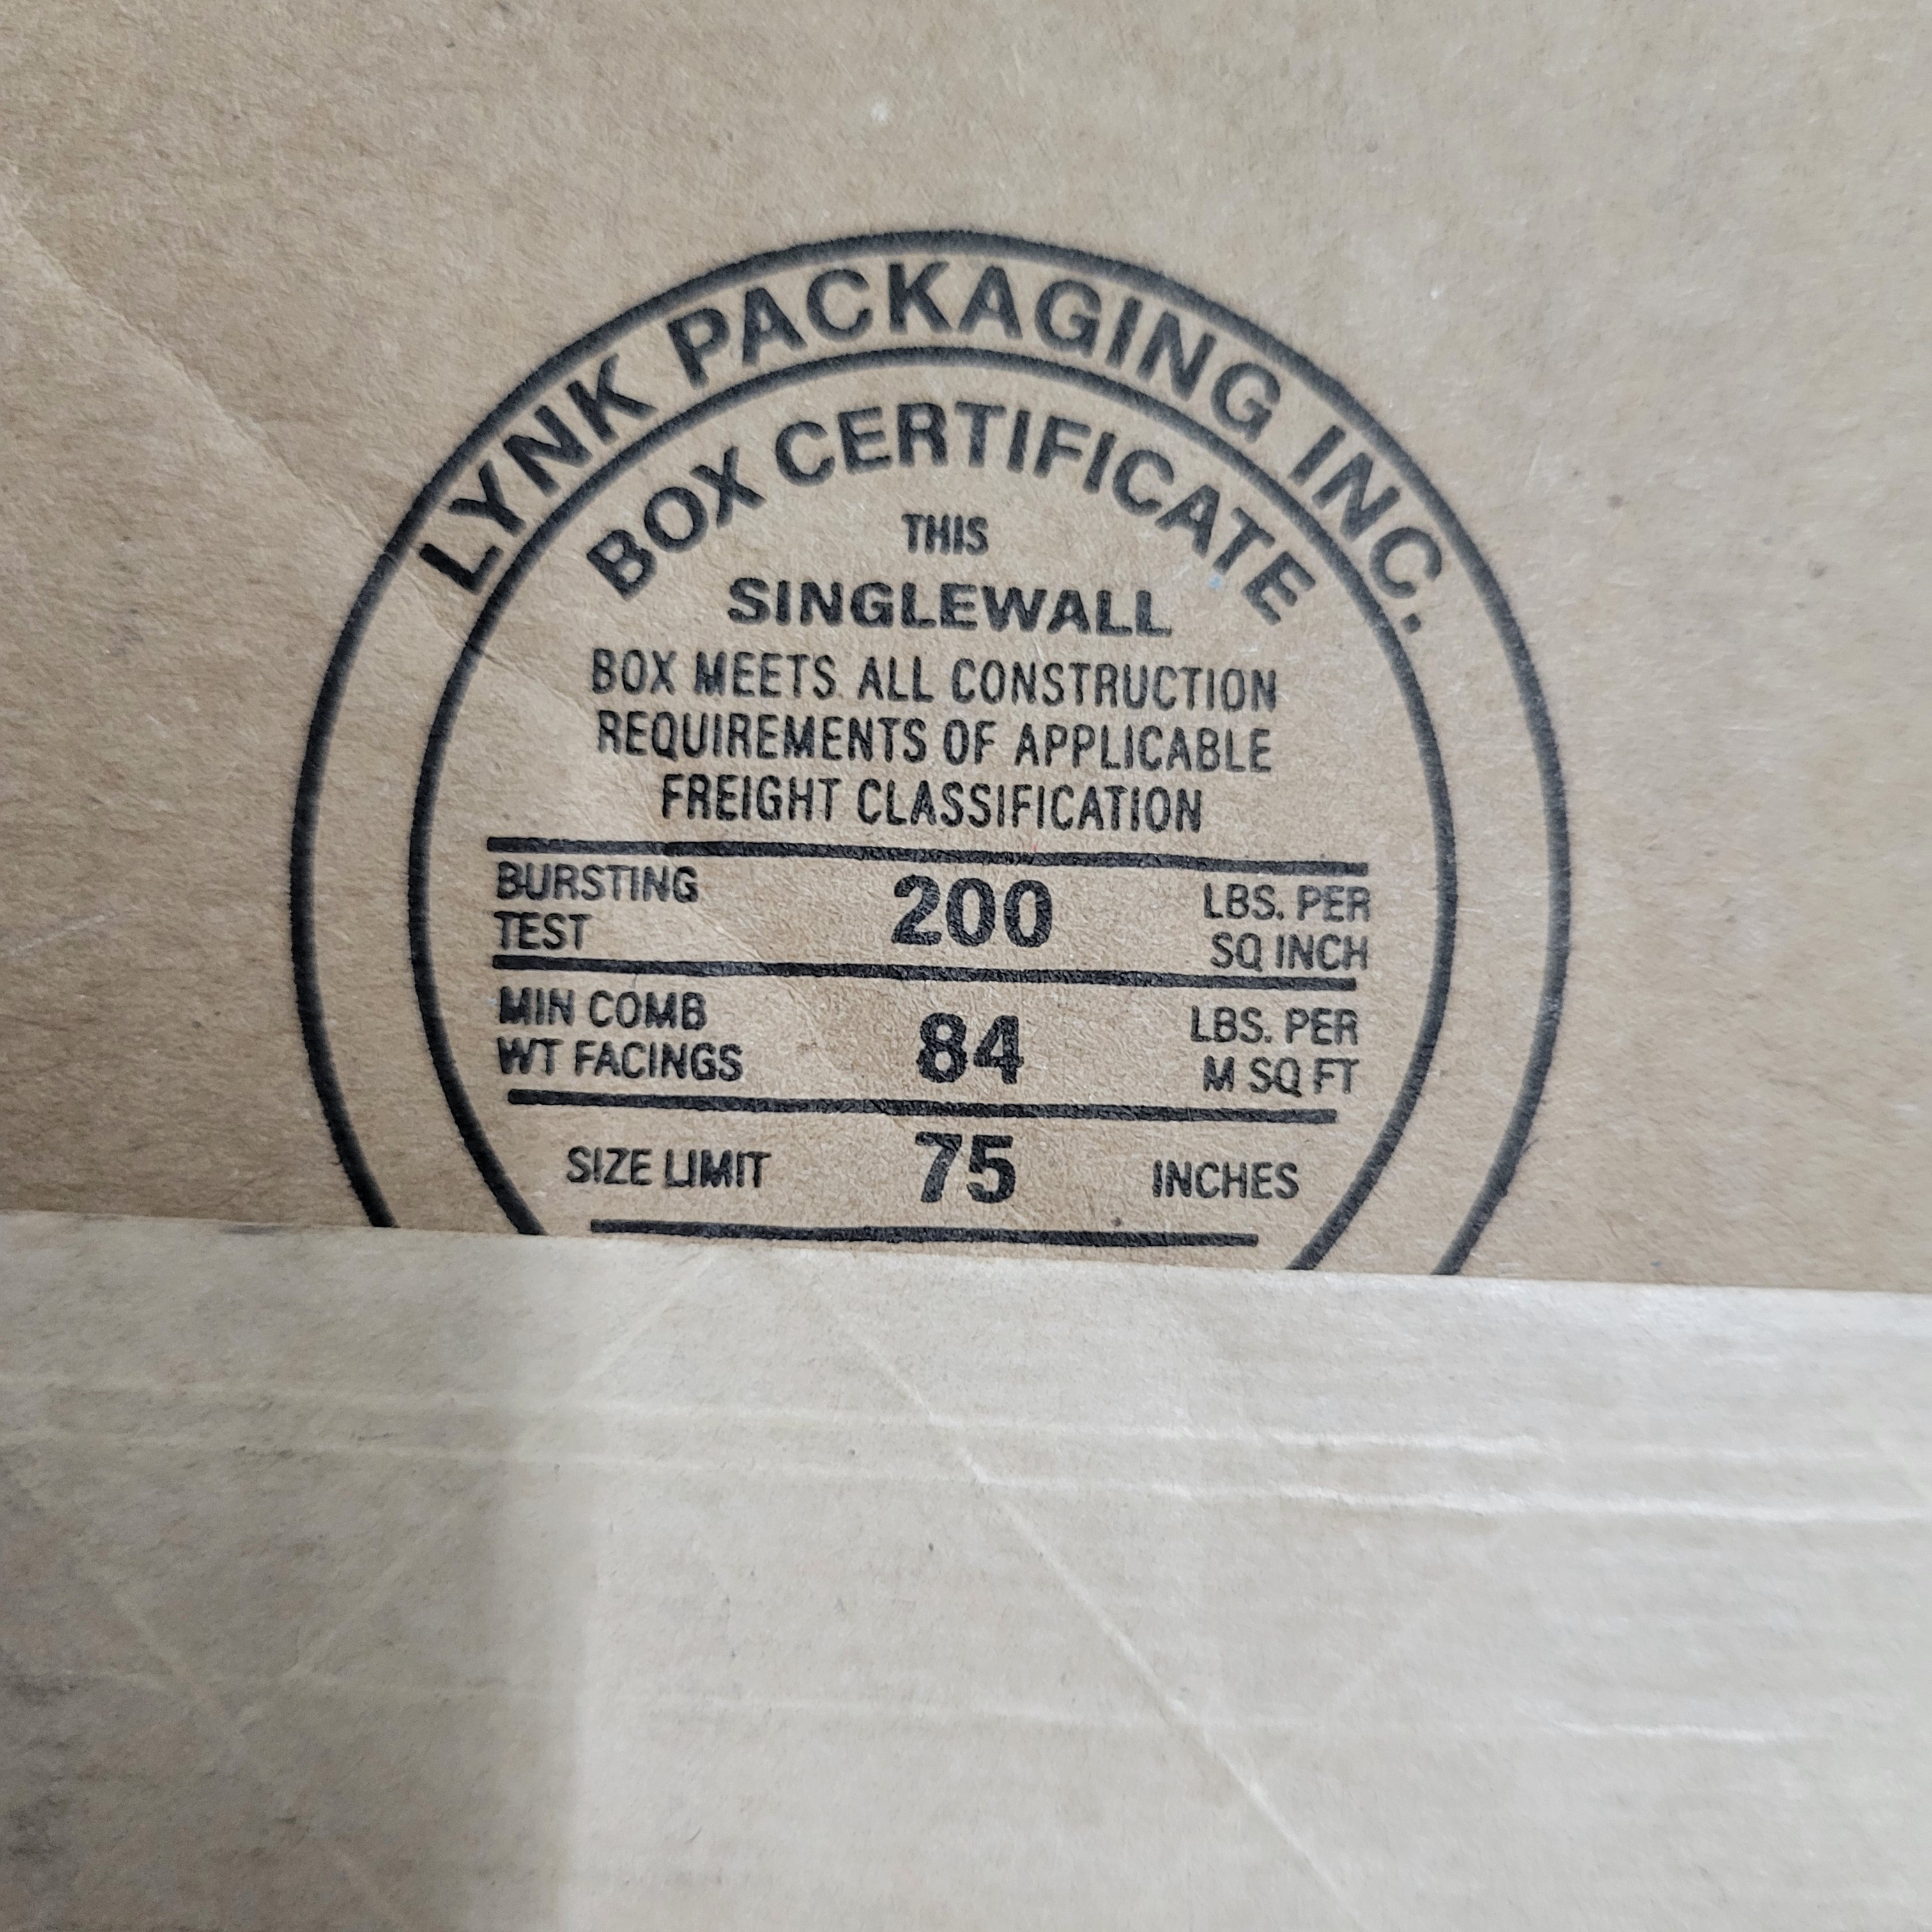 LYNK PACKAGING INC.
BOX CERTIFICATE
THIS
SINGLEWALL
BOX MEETS ALL CONSTRUCTION
REQUIREMENTS OF APPLICABLE
FREIGHT CLASSIFICATION
BURSTING TEST 200 LBS. PER SQ INCH
MIN COMB WT FACINGS 84 LBS. PER M SQ FT
SIZE LIMIT 75 INCHES